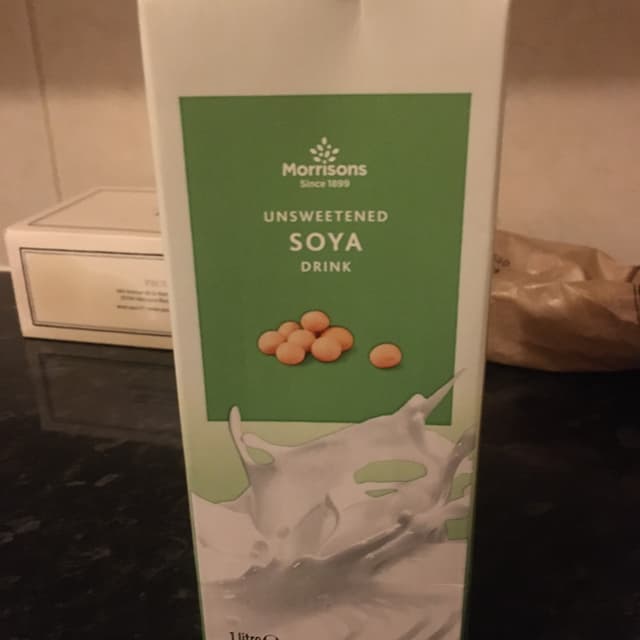 Morrisons
Since 1899
UNSWEETENED
SOYA
DRINK
1 litre e